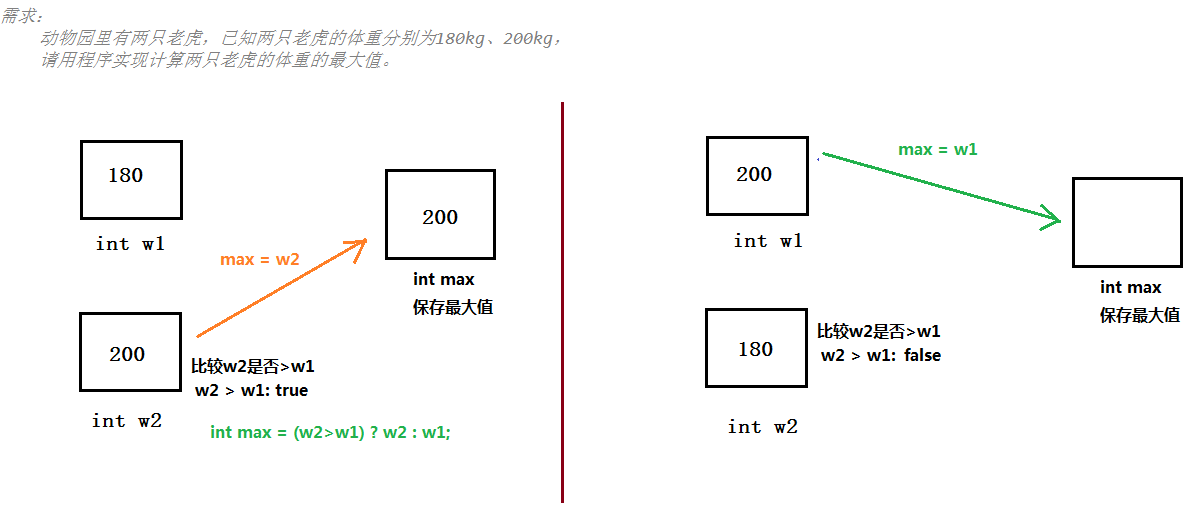 需求：
动物园里有两只老虎，已知两只老虎的体重分别为180kg、200kg，
请用程序实现计算两只老虎的体重的最大值。
180
int w1
200
int w2
max = w2
200
int max
保存最大值
比较w2是否>w1
w2 > w1: true
int max = (w2>w1) ? w2 : w1;
200
int w1
max = w1
int max
保存最大值
180
int w2
比较w2是否>w1
w2 > w1: false